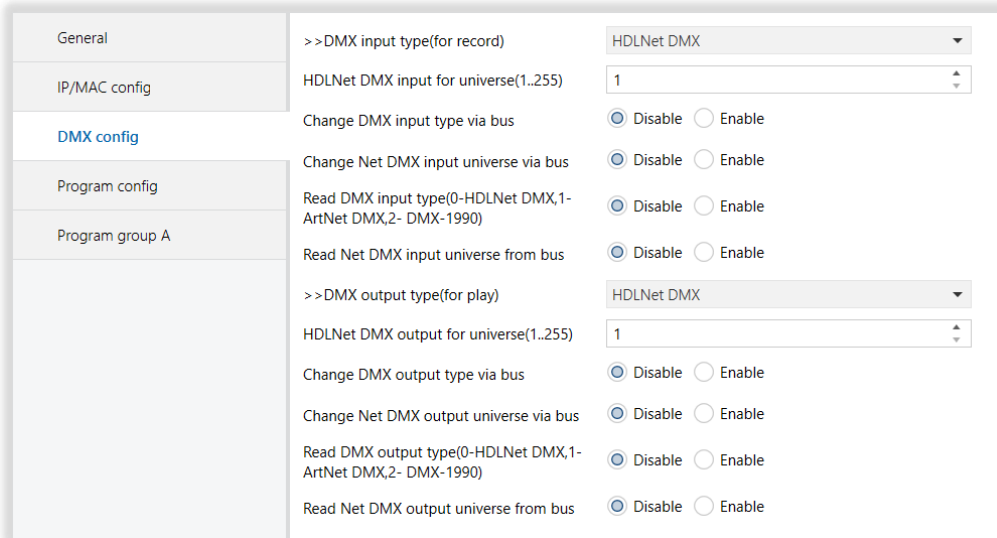 General
IP/MAC config
DMX config
Program config
Program group A
>>DMX input type(for record) HDLNet DMX
HDLNet DMX input for universe(1..255) 1
Change DMX input type via bus Disable Enable
Change Net DMX input universe via bus Disable Enable
Read DMX input type(0-HDLNet DMX,1-
ArtNet DMX,2- DMX-1990) Disable Enable
Read Net DMX input universe from bus Disable Enable
>>DMX output type(for play) HDLNet DMX
HDLNet DMX output for universe(1..255) 1
Change DMX output type via bus Disable Enable
Change Net DMX output universe via bus Disable Enable
Read DMX output type(0-HDLNet DMX,1-
ArtNet DMX,2- DMX-1990) Disable Enable
Read Net DMX output universe from bus Disable Enable